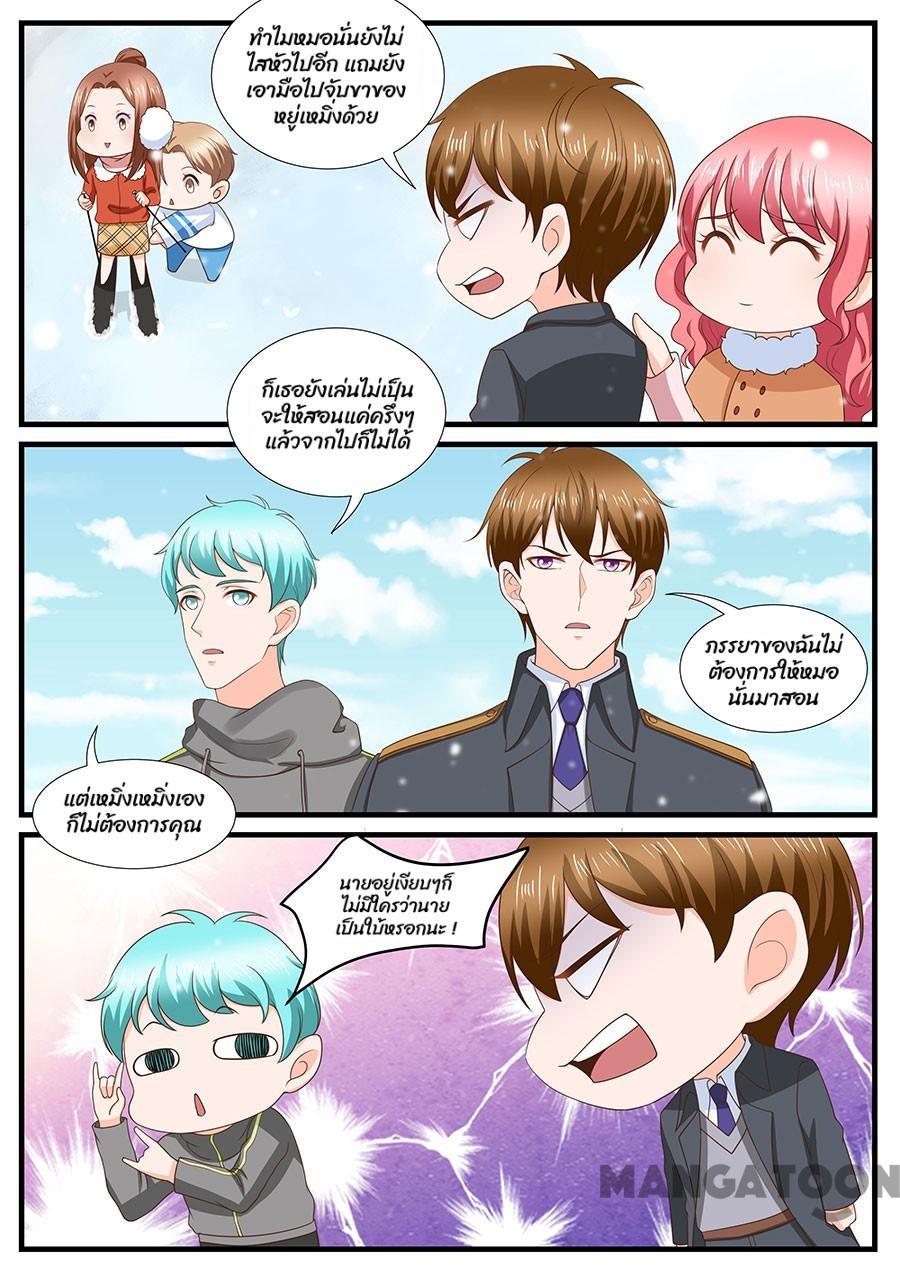 ทำไมหมอนั่นยังไม่
ไสหัวไปอีก แถมยัง
เอามือไปจับขาของ
หยู่เหมิ่งด้วย
ก็เธอยังเล่นไม่เป็น
จะให้สอนแค่ครึ่งๆ
แล้วจากไปก็ไม่ได้
ภรรยาของฉันไม่
ต้องการให้หมอ
นั่นมาสอน
แต่เหมิ่งเหมิ่งเอง
ก็ไม่ต้องการคุณ
นายอยู่เงียบๆก็
ไม่มีใครว่านาย
เป็นใบ้หรอกนะ !
MANGATOON